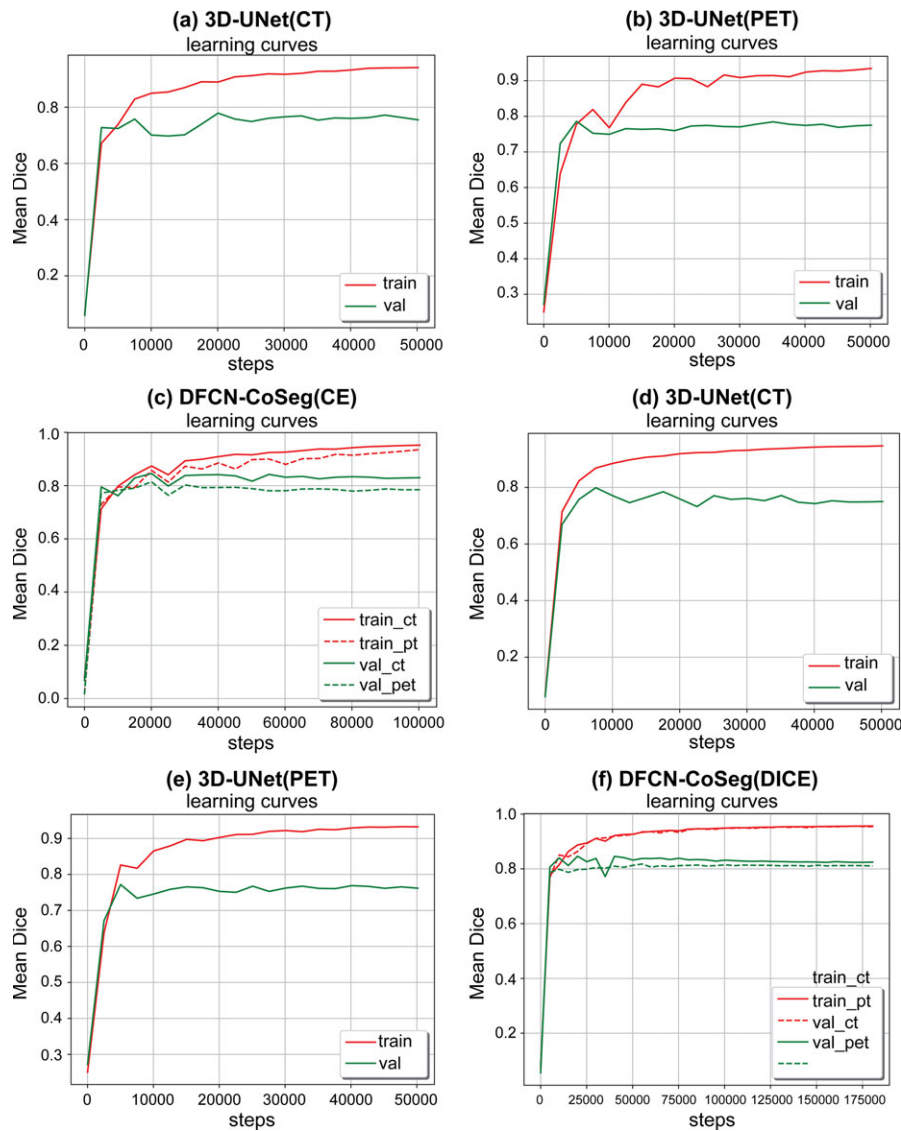 (a) 3D-UNet(CT)
learning curves
Mean Dice
0.8
0.6
0.4
0.2
train
val
0 10000 20000 30000 40000 50000
steps
(b) 3D-UNet(PET)
learning curves
Mean Dice
0.9
0.8
0.7
0.6
0.5
0.4
0.3
train
val
0 10000 20000 30000 40000 50000
steps
(c) DFCN-CoSeg(CE)
learning curves
Mean Dice
1.0
0.8
0.6
0.4
0.2
0.0
train_ct
train_pt
val_ct
val_pet
0 20000 40000 60000 80000 100000
steps
(d) 3D-UNet(CT)
learning curves
Mean Dice
0.8
0.6
0.4
0.2
train
val
0 10000 20000 30000 40000 50000
steps
(e) 3D-UNet(PET)
learning curves
Mean Dice
0.9
0.8
0.7
0.6
0.5
0.4
0.3
train
val
0 10000 20000 30000 40000 50000
steps
(f) DFCN-CoSeg(DICE)
learning curves
Mean Dice
1.0
0.8
0.6
0.4
0.2
train_ct
train_pt
val_ct
val_pet
0 25000 50000 75000 100000 125000 150000 175000
steps